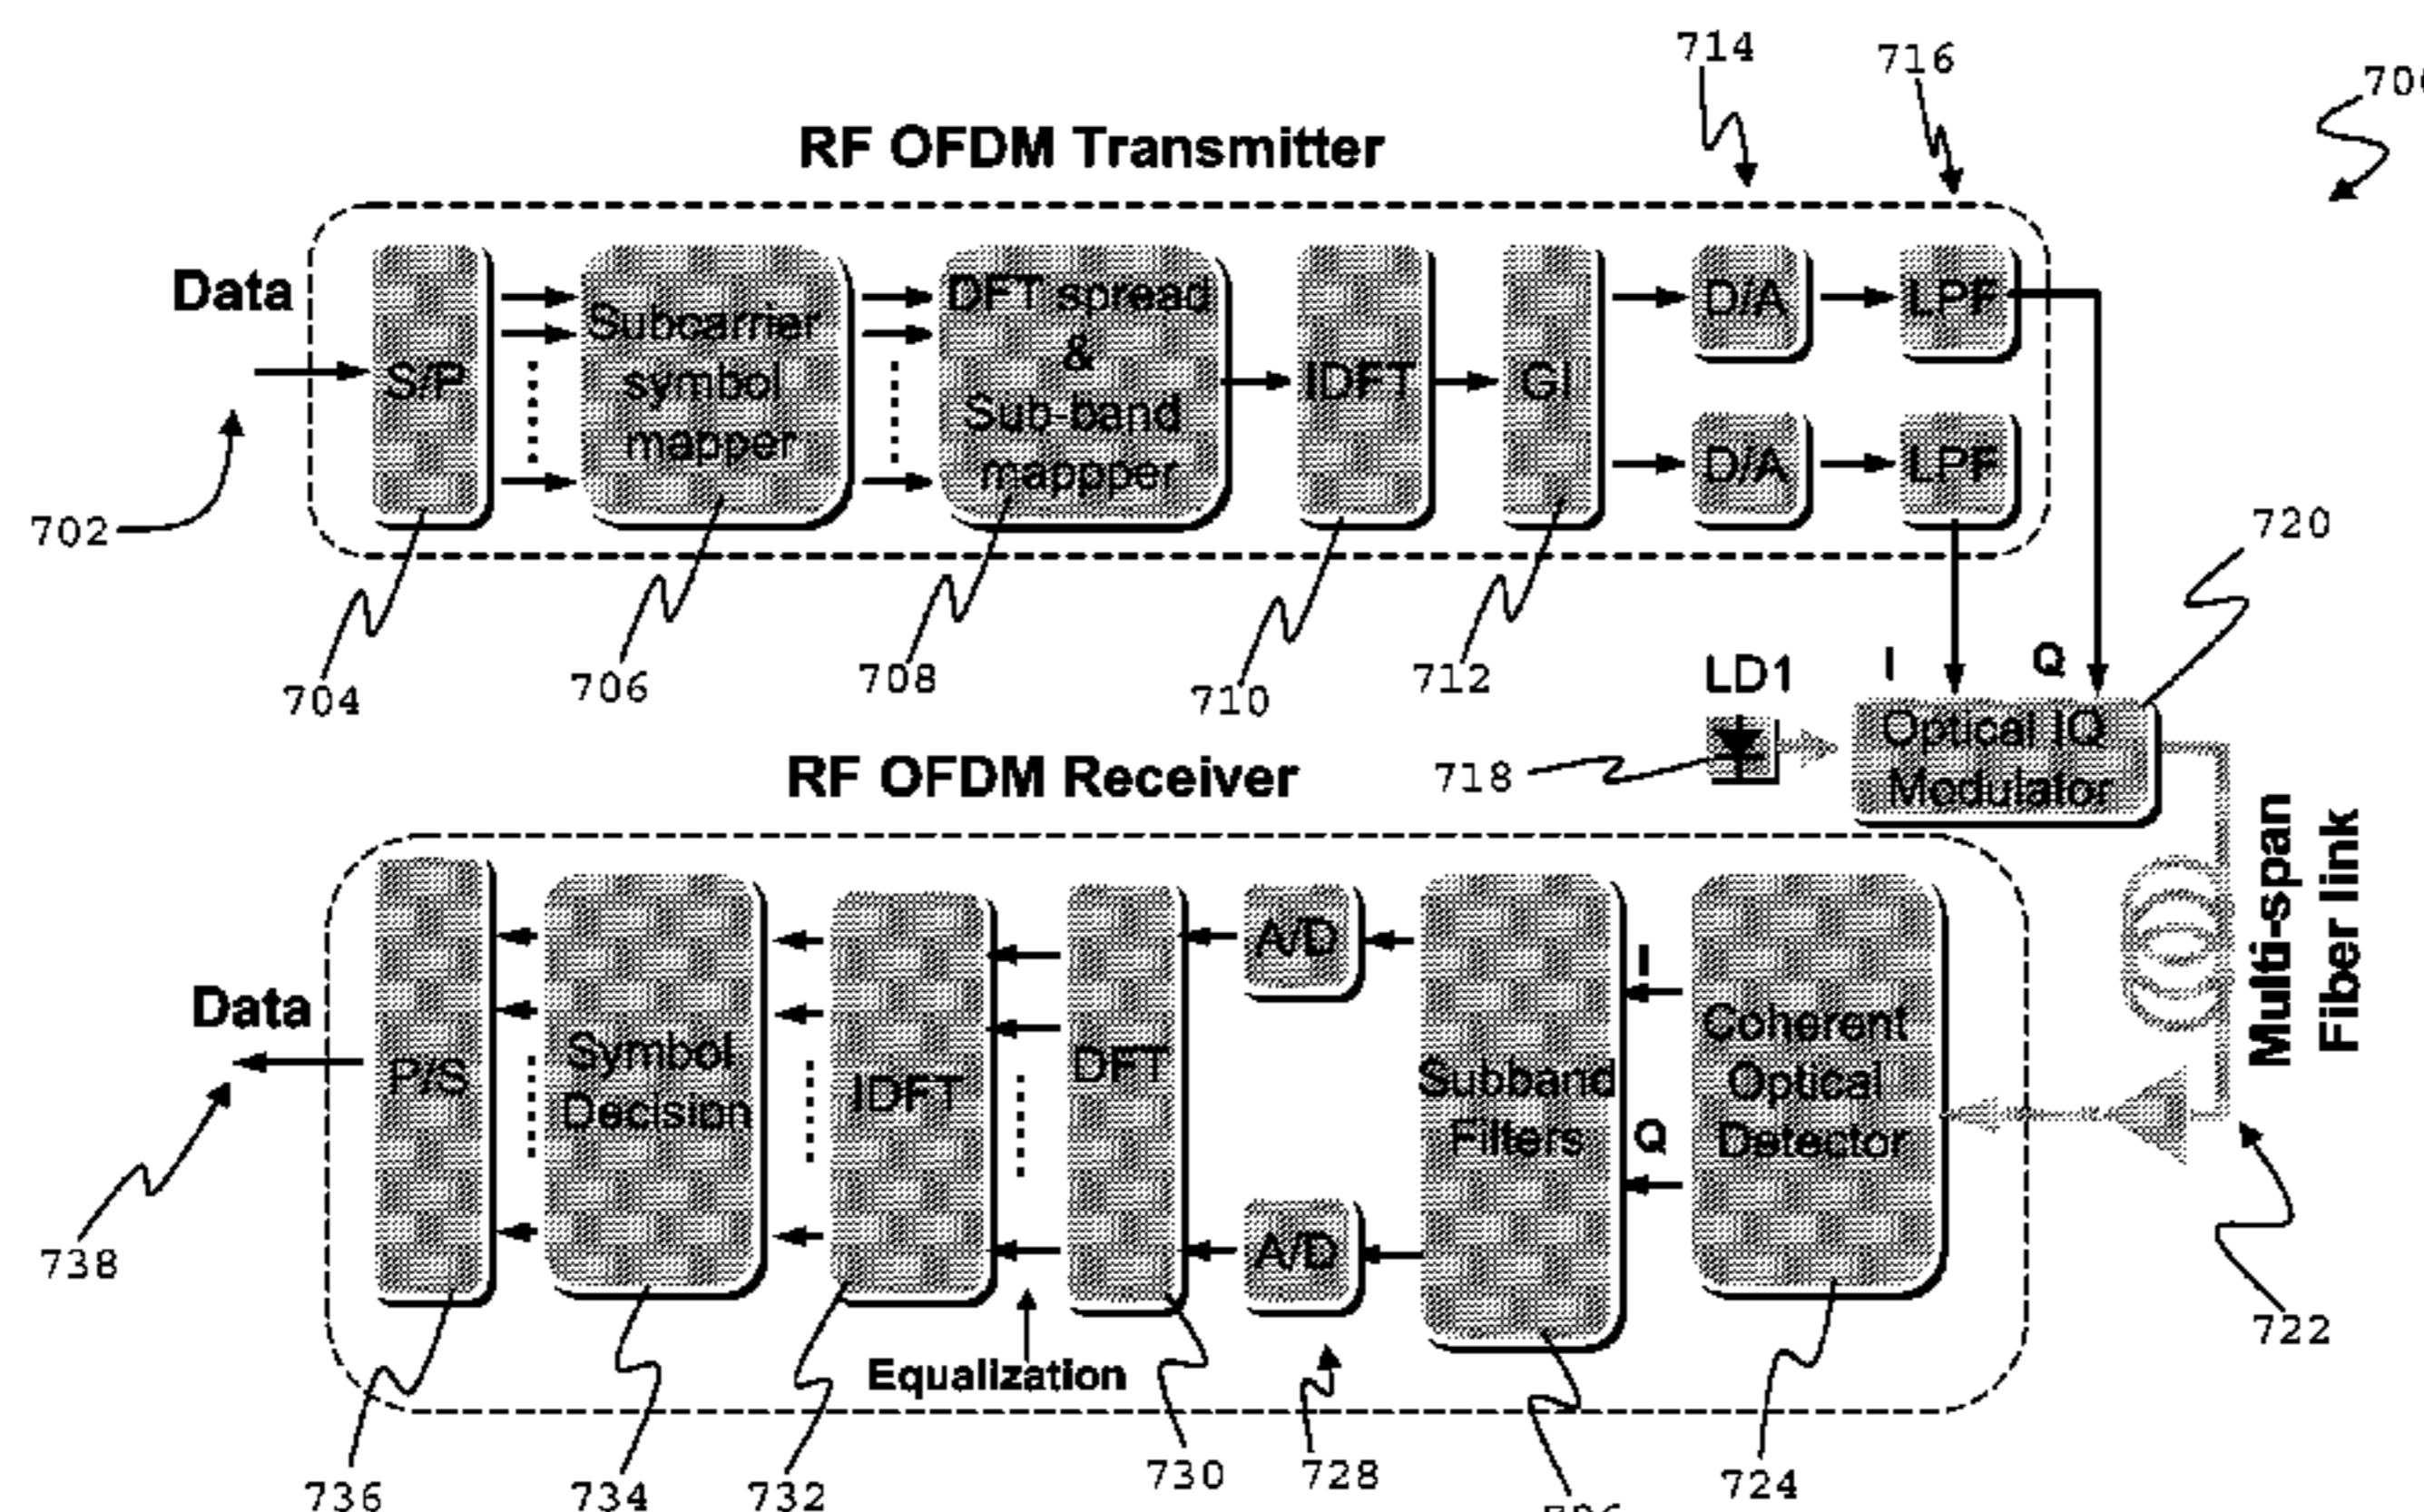 714
716
RF OFDM Transmitter
Data
S/P
Subcarrier
symbol
mapper
DFT spread
&
Sub-band
mappper
IDFT
GI
D/A
LPF
D/A
LPF
702
704
706
708
710
712
720
I
Q
LD1
718
Optical IQ
Modulator
RF OFDM Receiver
Multi-span
Fiber link
Data
P/S
Symbol
Decision
IDFT
DFT
A/D
A/D
Subband
Filters
I
Q
Coherent
Optical
Detector
Equalization
738
722
736
734
732
730
728
724